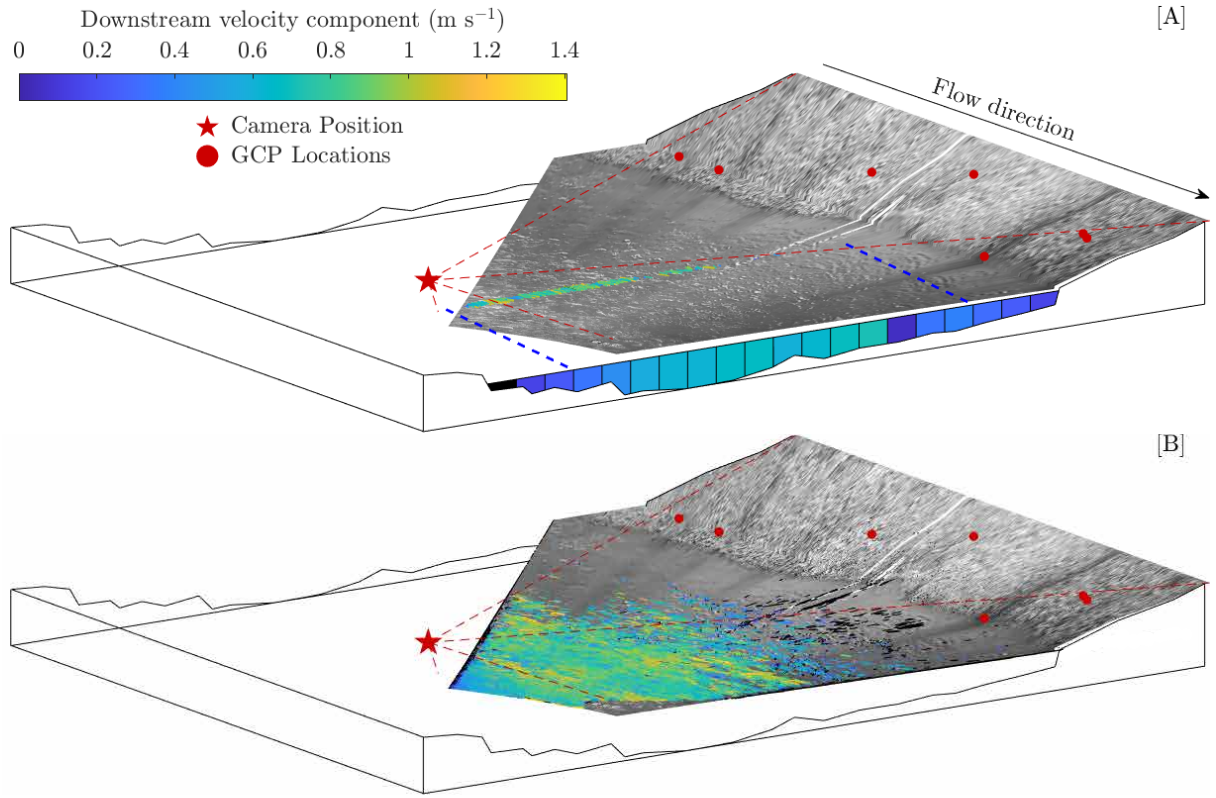 Downstream velocity component (m s⁻¹)
[A]
0 0.2 0.4 0.6 0.8 1 1.2 1.4
Flow direction
Camera Position
GCP Locations
[B]